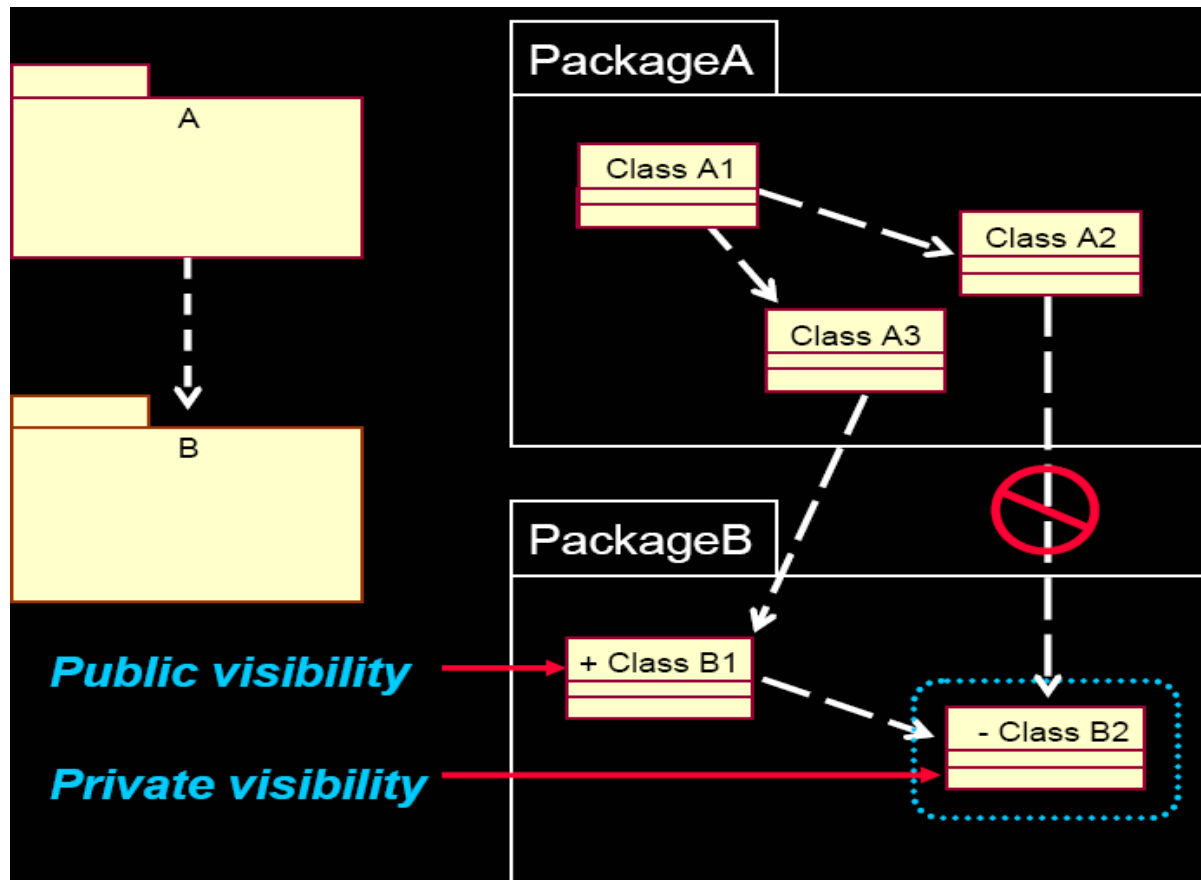 A
B
PackageA
Class A1
Class A2
Class A3
PackageB
Public visibility
+ Class B1
Private visibility
- Class B2